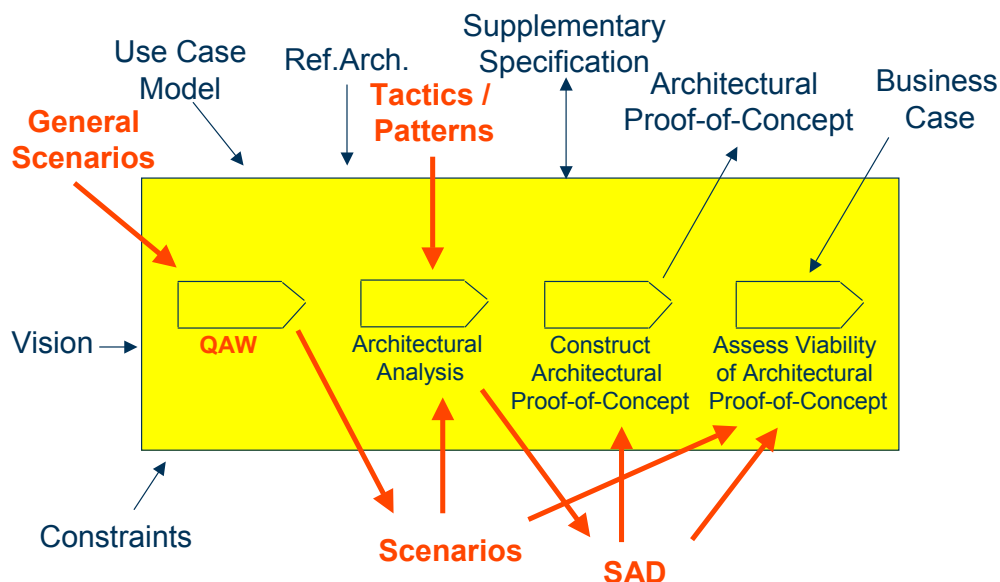 Use Case
Model
Ref.Arch.
Supplementary
Specification
Architectural
Proof-of-Concept
Business
Case
General
Scenarios
Tactics /
Patterns
Vision
QAW
Architectural
Analysis
Construct
Architectural
Proof-of-Concept
Assess Viability
of Architectural
Proof-of-Concept
Constraints
Scenarios
SAD